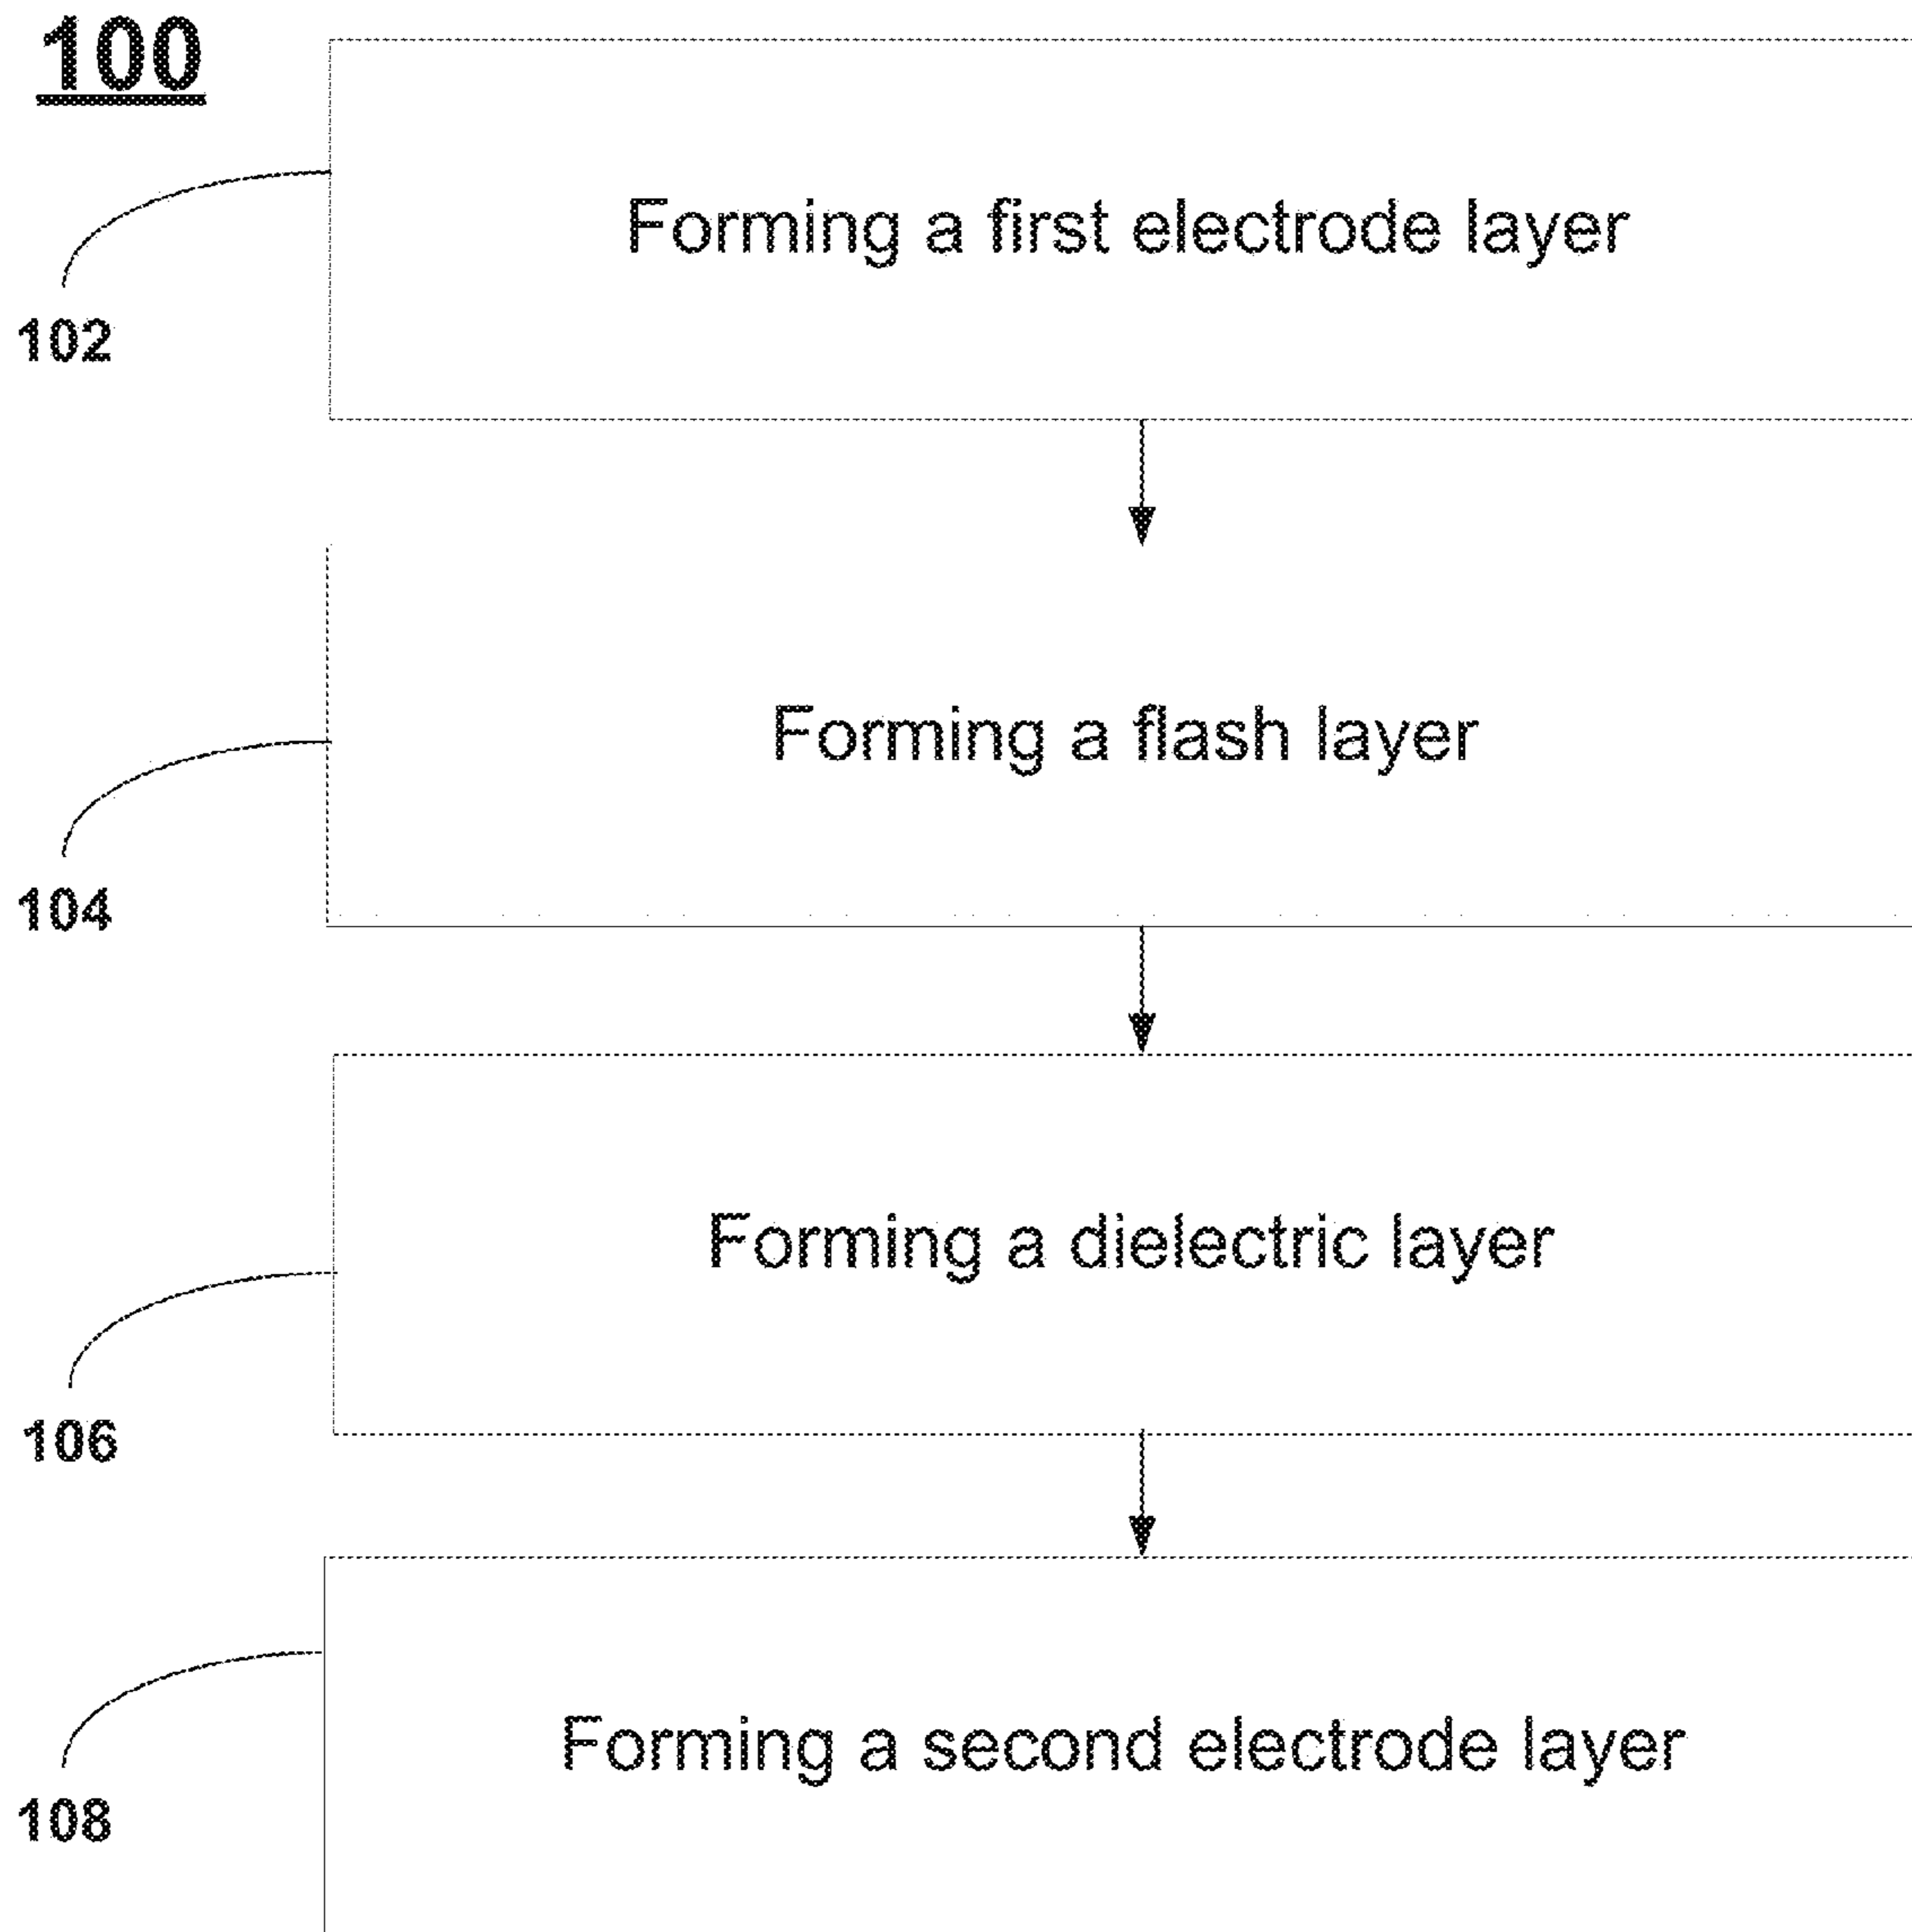 100
Forming a first electrode layer
102
Forming a flash layer
104
Forming a dielectric layer
106
Forming a second electrode layer
108